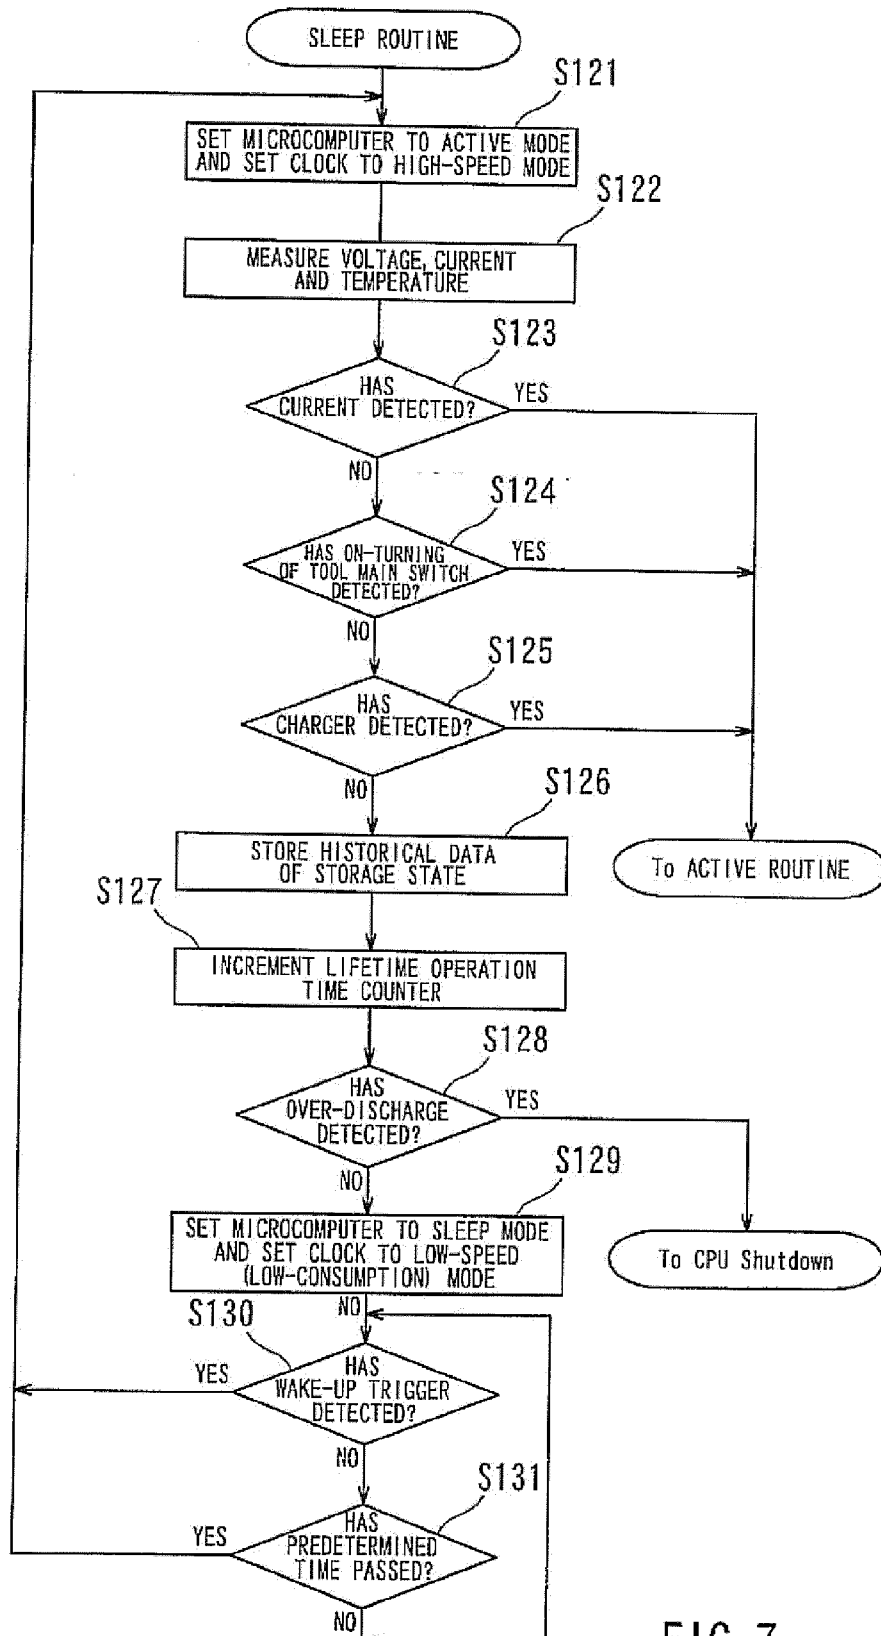 SLEEP ROUTINE
S121
SET MICROCOMPUTER TO ACTIVE MODE
AND SET CLOCK TO HIGH-SPEED MODE
S122
MEASURE VOLTAGE, CURRENT
AND TEMPERATURE
S123
HAS
CURRENT DETECTED?
YES
NO
S124
HAS ON-TURNING
OF TOOL MAIN SWITCH
DETECTED?
YES
NO
S125
HAS
CHARGER DETECTED?
YES
NO
S126
STORE HISTORICAL DATA
OF STORAGE STATE
To ACTIVE ROUTINE
S127
INCREMENT LIFETIME OPERATION
TIME COUNTER
S128
HAS
OVER-DISCHARGE
DETECTED?
YES
NO
S129
SET MICROCOMPUTER TO SLEEP MODE
AND SET CLOCK TO LOW-SPEED
(LOW-CONSUMPTION) MODE
To CPU Shutdown
NO
S130
HAS
WAKE-UP TRIGGER
DETECTED?
YES
NO
S131
HAS
PREDETERMINED
TIME PASSED?
YES
NO
FIG. 7